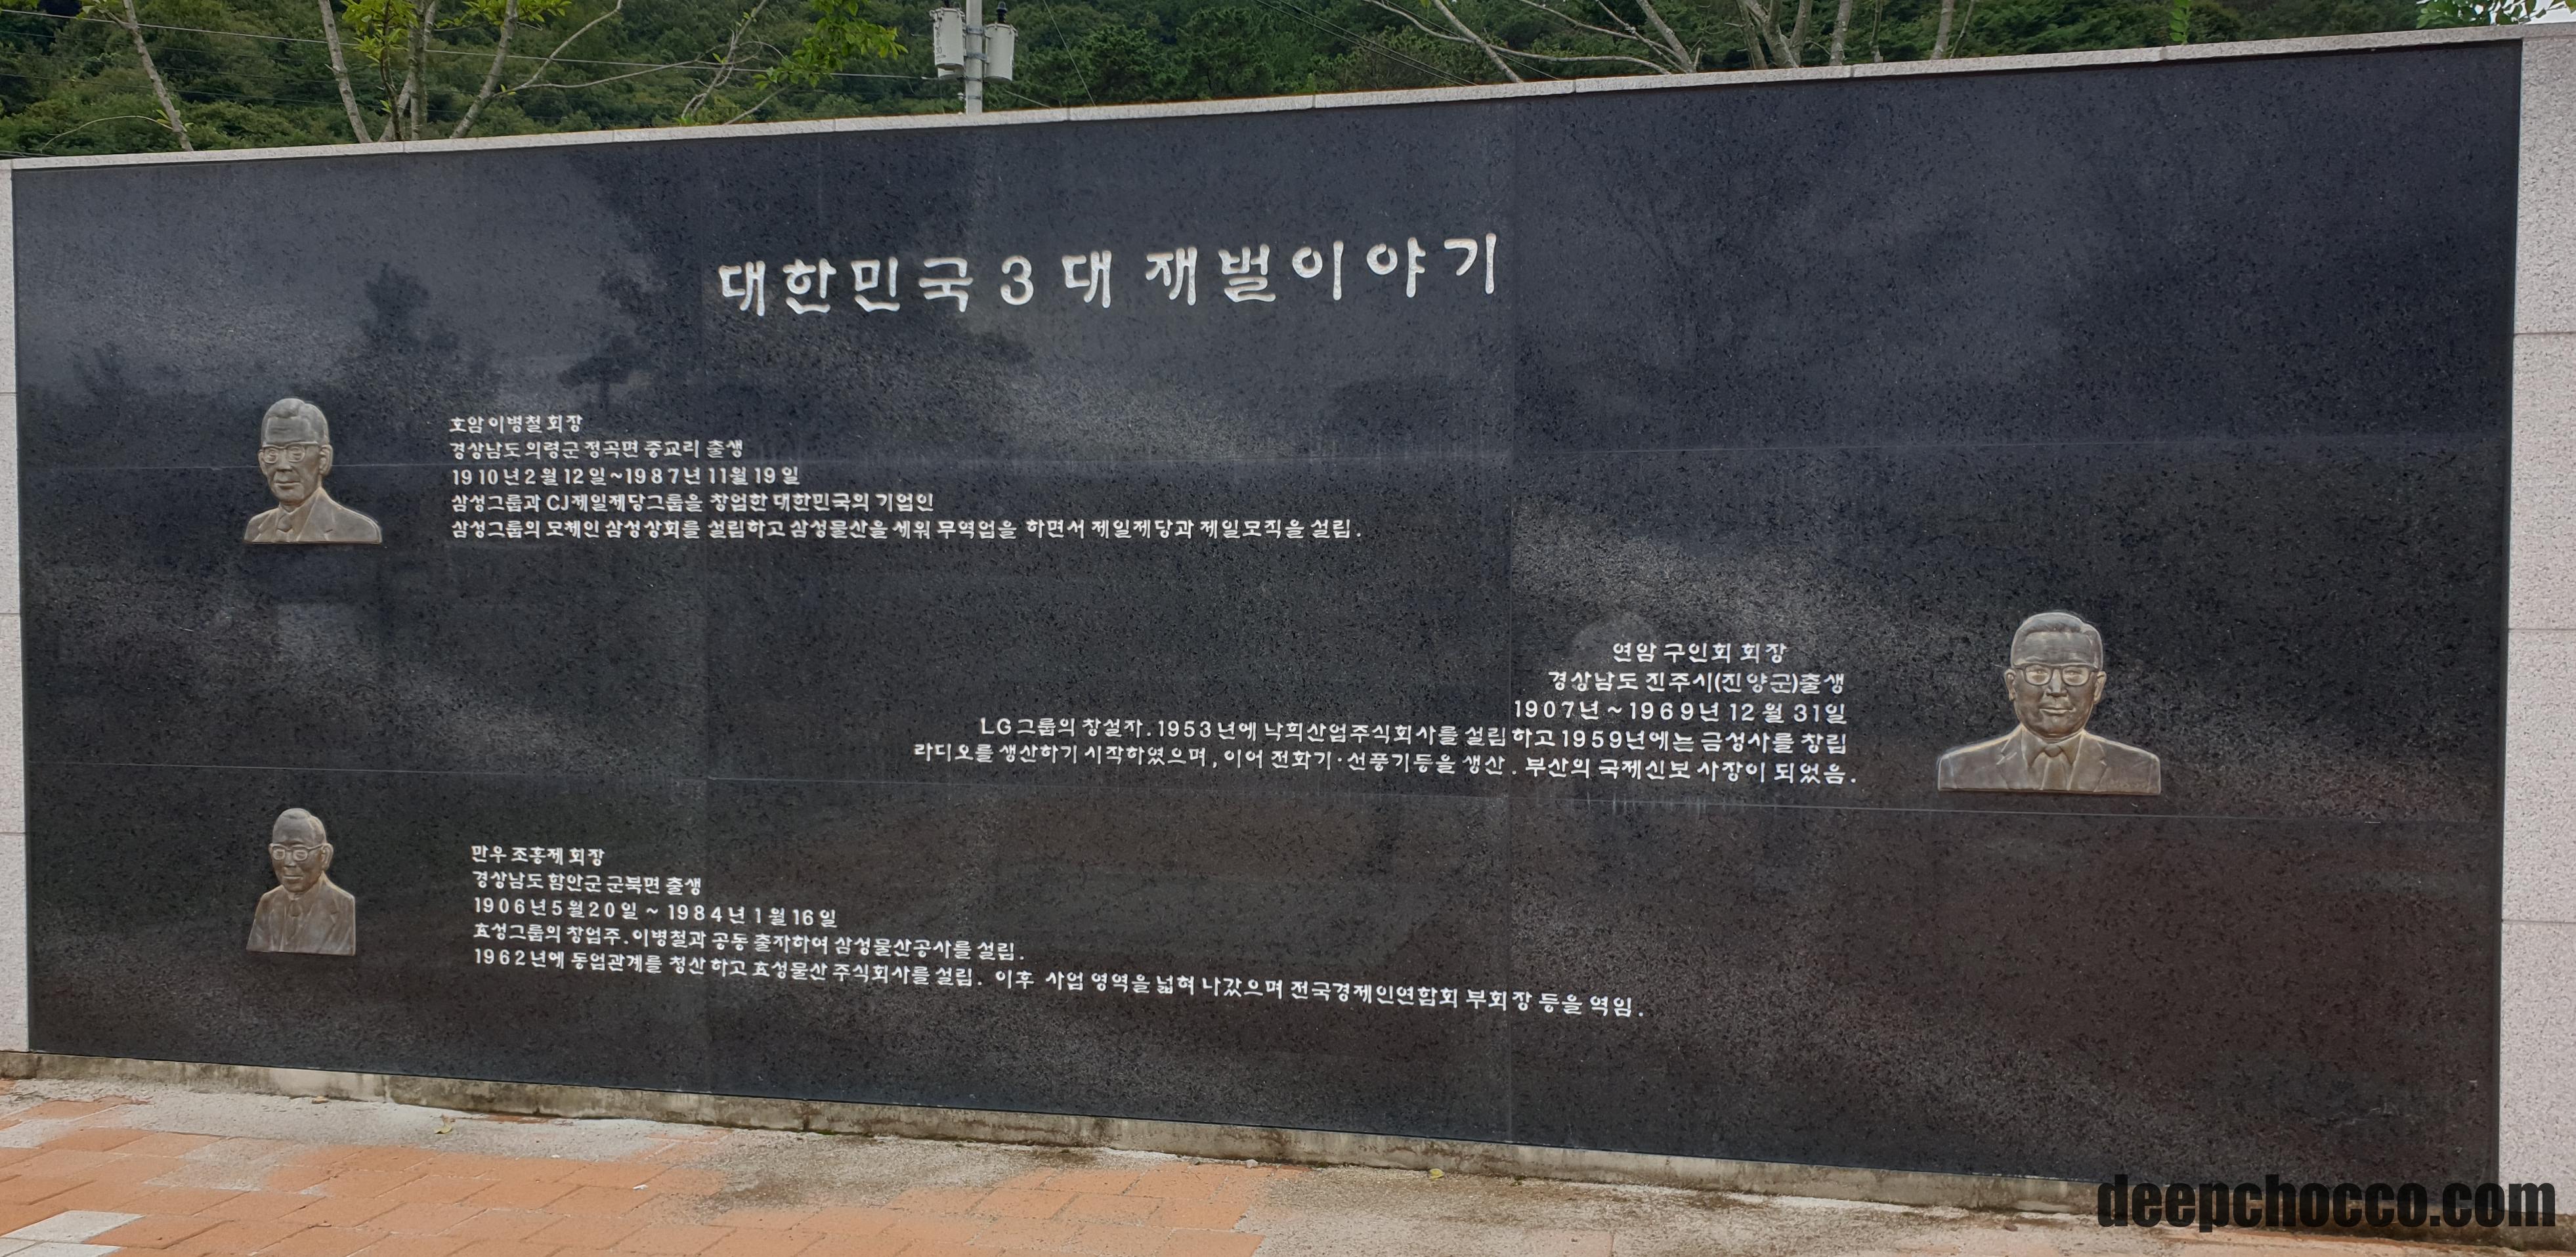 대한민국 3대 재벌이야기
호암 이병철 회장
경상남도 의령군 정곡면 중교리 출생
1910년 2월 12일 ~ 1987년 11월 19일
삼성그룹과 CJ제일제당그룹을 창업한 대한민국의 기업인
삼성그룹의 모체인 삼성상회를 설립하고 삼성물산을 세워 무역업을 하면서 제일제당과 제일모직을 설립.
연암 구인회 회장
경상남도 진주시(진양군)출생
1907년 ~ 1969년 12월 31일
LG그룹의 창설자. 1953년에 낙희산업주식회사를 설립하고 1959년에는 금성사를 창립
라디오를 생산하기 시작하였으며, 이어 전화기·선풍기등을 생산. 부산의 국제신보 사장이 되었음.
만우 조홍제 회장
경상남도 함안군 군북면 출생
1906년 5월 20일 ~ 1984년 1월 16일
효성그룹의 창업주. 이병철과 공동 출자하여 삼성물산공사를 설립.
1962년에 동업관계를 청산하고 효성물산 주식회사를 설립. 이후 사업 영역을 넓혀 나갔으며 전국경제인연합회 부회장 등을 역임.
deepchocco.com